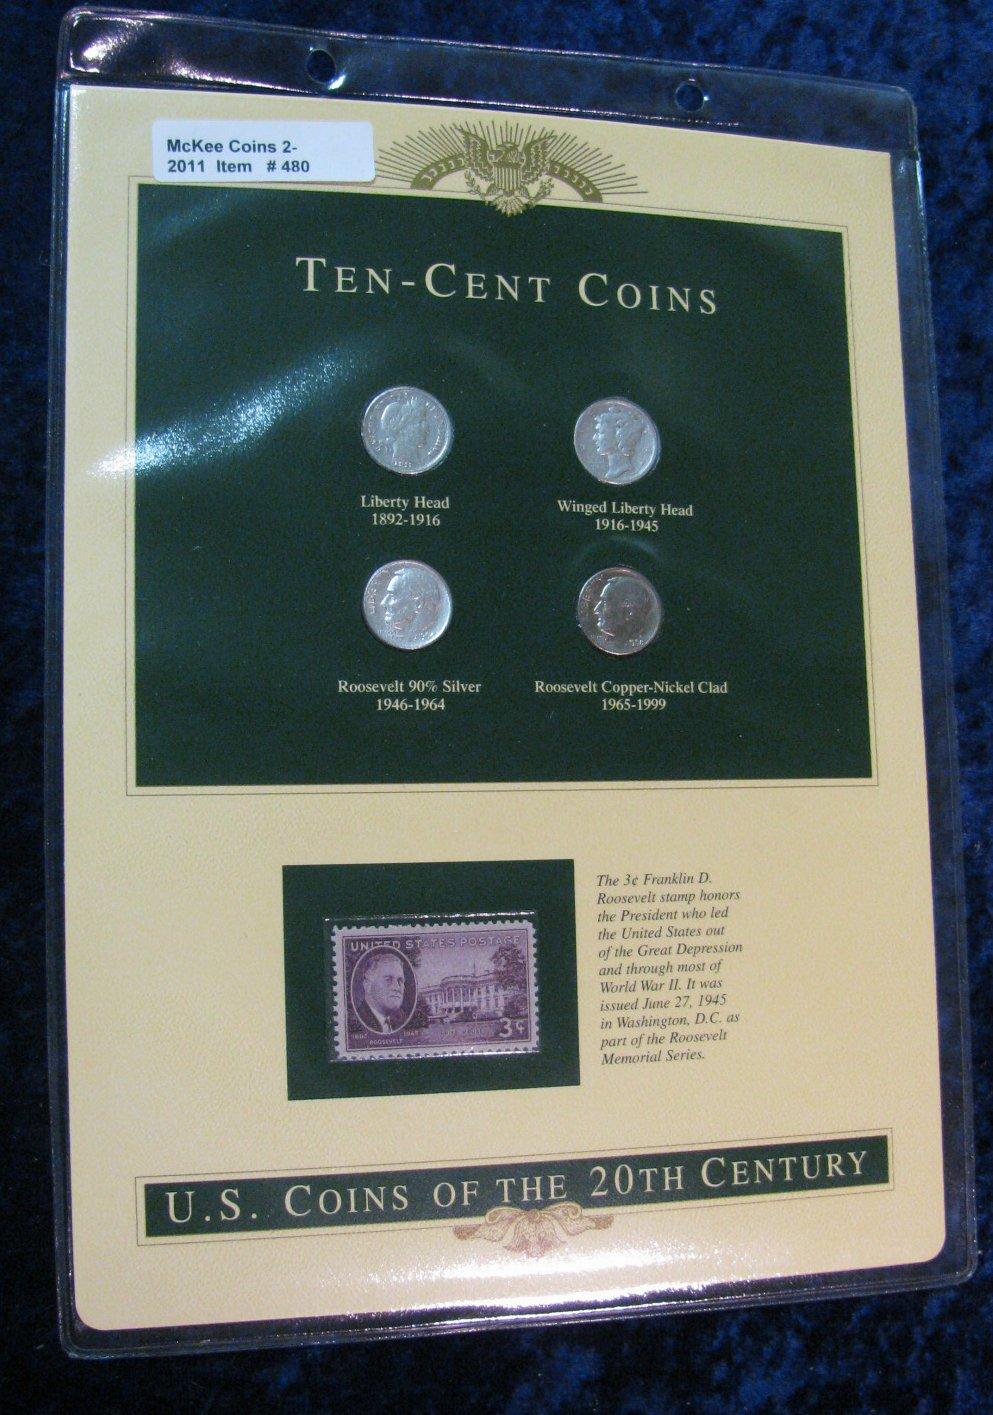 McKee Coins 2-
2011 Item # 480
TEN-CENT COINS
Liberty Head
1892-1916
Winged Liberty Head
1916-1945
Roosevelt 90% Silver
1946-1964
Roosevelt Copper-Nickel Clad
1965-1999
The 3¢ Franklin D.
Roosevelt stamp honors
the President who led
the United States out
of the Great Depression
and through most of
World War II. It was
issued June 27, 1945
in Washington, D.C. as
part of the Roosevelt
Memorial Series.
UNITED STATES POSTAGE
ROOSEVELT
3¢
U.S. COINS OF THE 20TH CENTURY